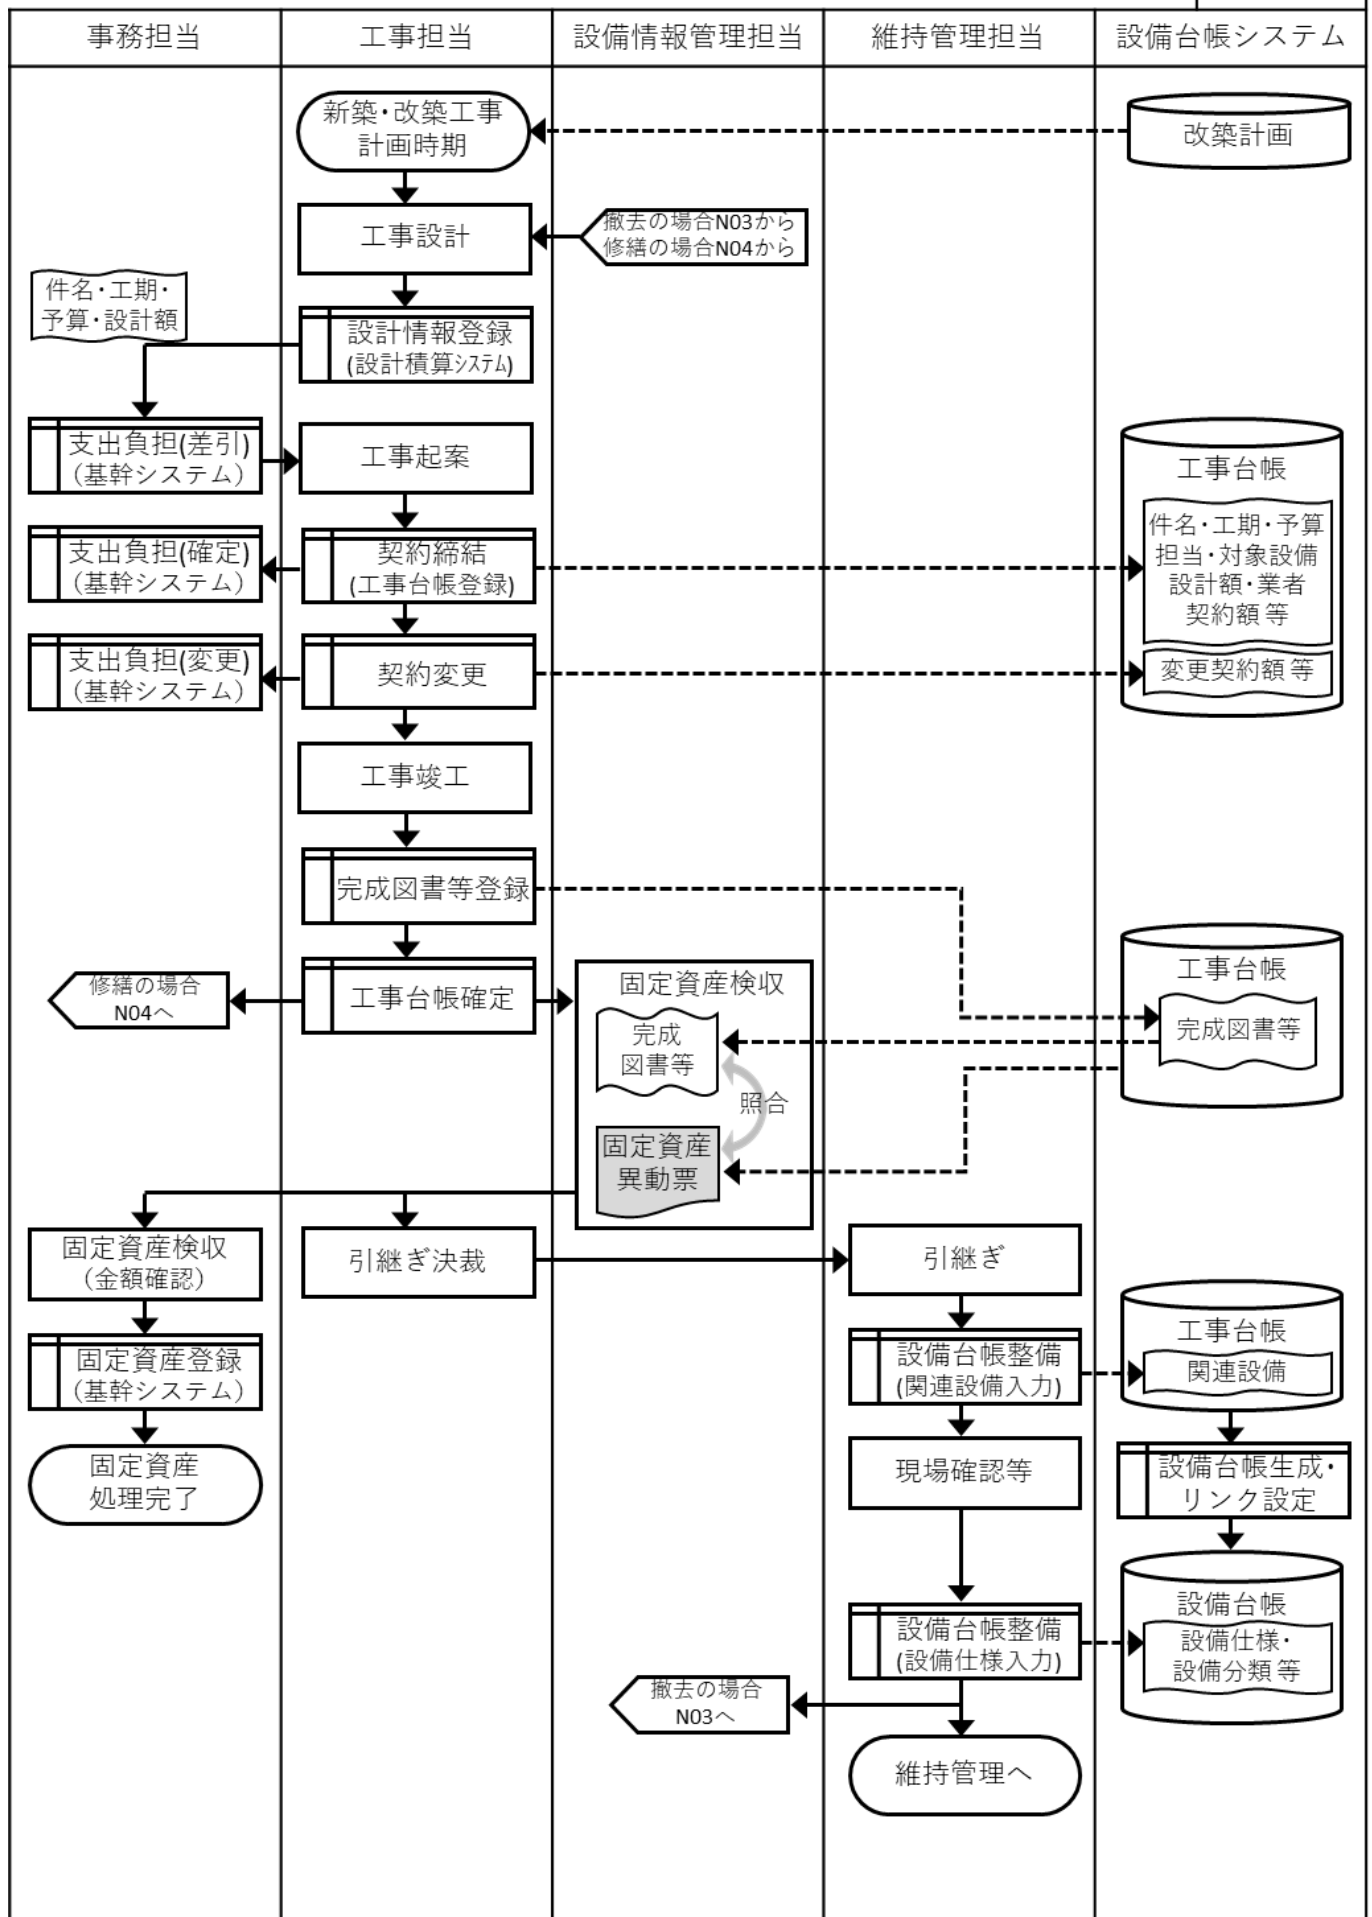 事務担当
工事担当
設備情報管理担当
維持管理担当
設備台帳システム
新築・改築工事
計画時期
改築計画
工事設計
撤去の場合N03から
修繕の場合N04から
件名・工期・
予算・設計額
設計情報登録
(設計積算ｼｽﾃﾑ)
支出負担(差引)
（基幹システム）
工事起案
工事台帳
件名・工期・予算
担当・対象設備
設計額・業者
契約額 等
支出負担(確定)
（基幹システム）
契約締結
(工事台帳登録)
支出負担(変更)
（基幹システム）
契約変更
変更契約額 等
工事竣工
完成図書等登録
修繕の場合
N04へ
工事台帳確定
固定資産検収
完成
図書等
照合
固定資産
異動票
工事台帳
完成図書等
固定資産検収
（金額確認）
引継ぎ決裁
引継ぎ
固定資産登録
（基幹システム）
設備台帳整備
(関連設備入力)
工事台帳
関連設備
固定資産
処理完了
現場確認等
設備台帳生成・
リンク設定
設備台帳整備
(設備仕様入力)
設備台帳
設備仕様・
設備分類 等
撤去の場合
N03へ
維持管理へ